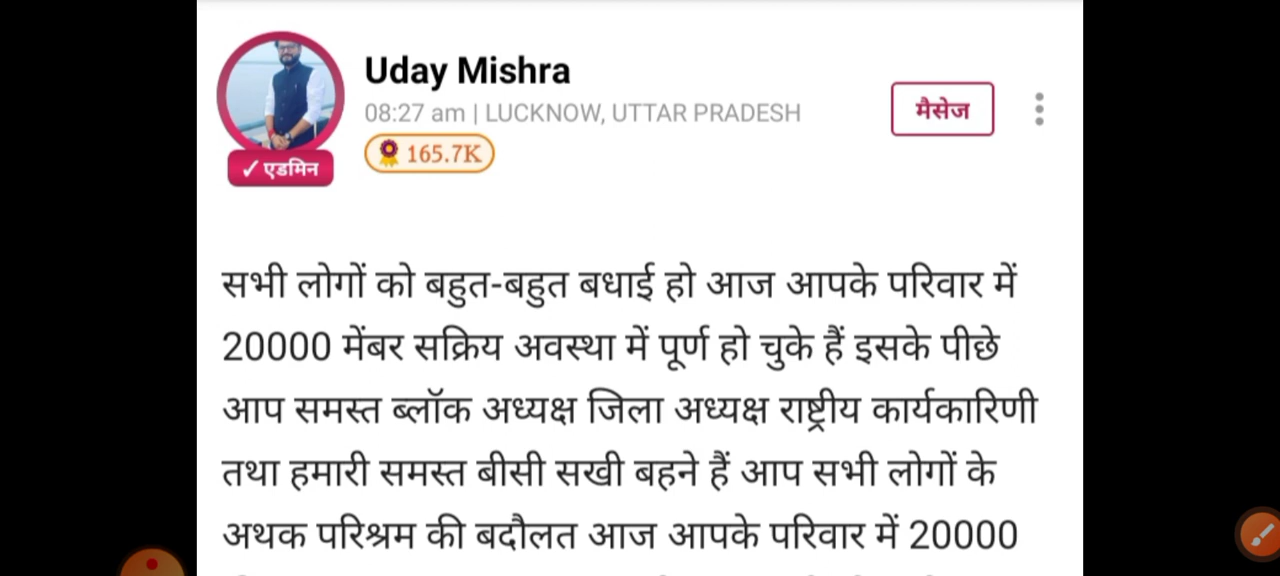 Uday Mishra
08:27 am | LUCKNOW, UTTAR PRADESH
मैसेज
165.7K
✓ एडमिन
सभी लोगों को बहुत-बहुत बधाई हो आज आपके परिवार में
20000 मेंबर सक्रिय अवस्था में पूर्ण हो चुके हैं इसके पीछे
आप समस्त ब्लॉक अध्यक्ष जिला अध्यक्ष राष्ट्रीय कार्यकारिणी
तथा हमारी समस्त बीसी सखी बहने हैं आप सभी लोगों के
अथक परिश्रम की बदौलत आज आपके परिवार में 20000